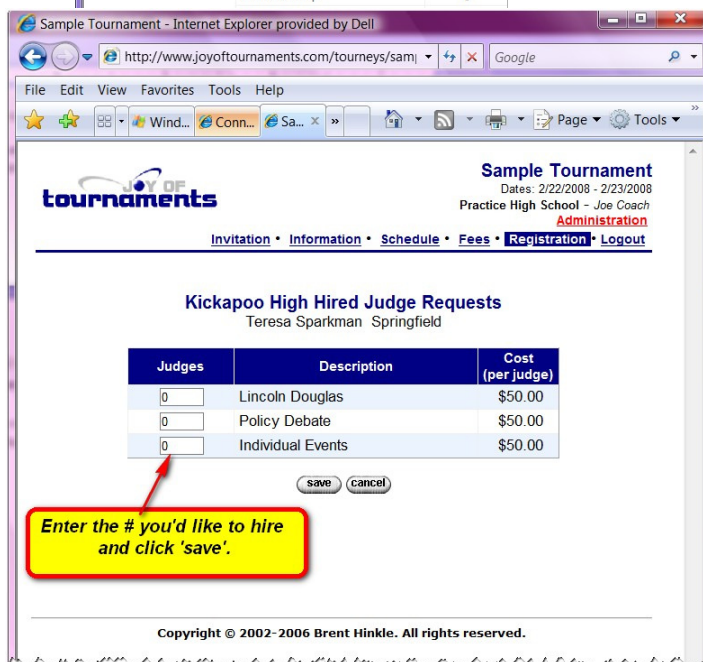 Sample Tournament - Internet Explorer provided by Dell
http://www.joyoftournaments.com/tourneys/samp
Google
File Edit View Favorites Tools Help
Wind... Conn... Sa... × » Page Tools »
JOY OF
tournaments
Sample Tournament
Dates: 2/22/2008 - 2/23/2008
Practice High School - Joe Coach
Administration
Invitation • Information • Schedule • Fees • Registration • Logout
Kickapoo High Hired Judge Requests
Teresa Sparkman Springfield
Judges Description Cost
(per judge)
0 Lincoln Douglas $50.00
0 Policy Debate $50.00
0 Individual Events $50.00
save cancel
Enter the # you'd like to hire
and click 'save'.
Copyright © 2002-2006 Brent Hinkle. All rights reserved.